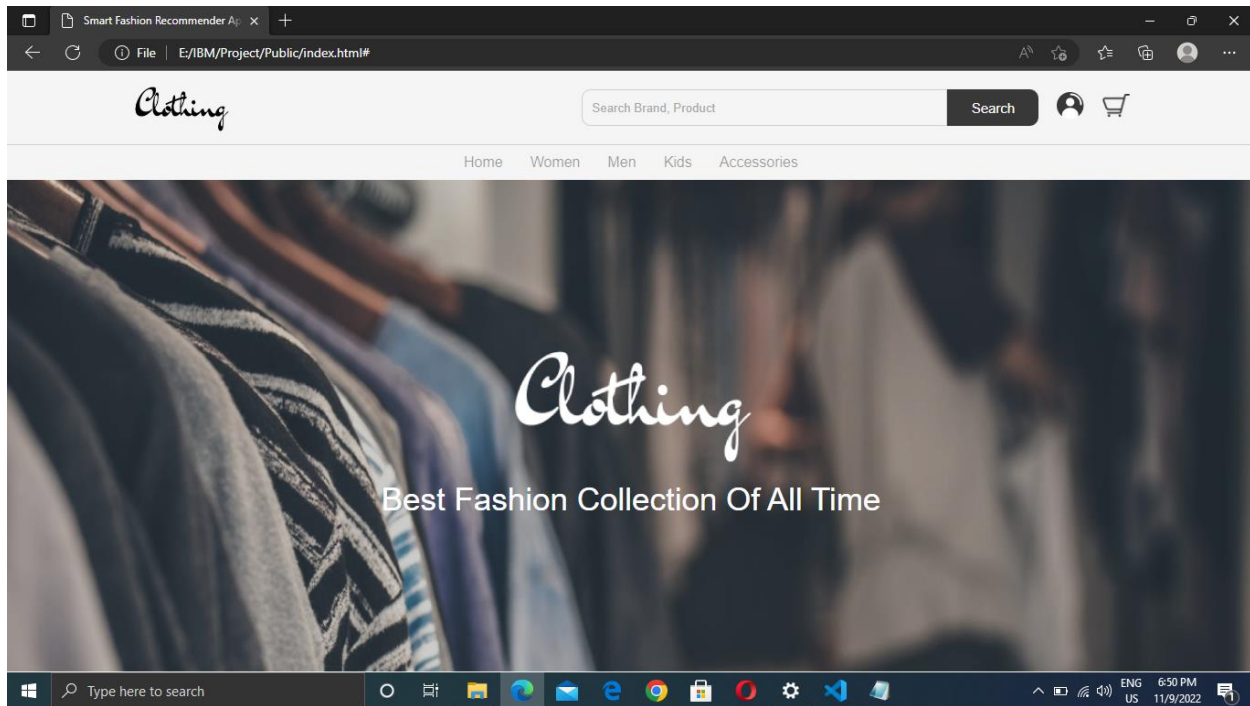 Smart Fashion Recommender Ap
File | E:/IBM/Project/Public/index.html#
Clothing
Search Brand, Product
Search
Home Women Men Kids Accessories
Clothing
Best Fashion Collection Of All Time
Type here to search
ENG 6:50 PM
US 11/9/2022
1